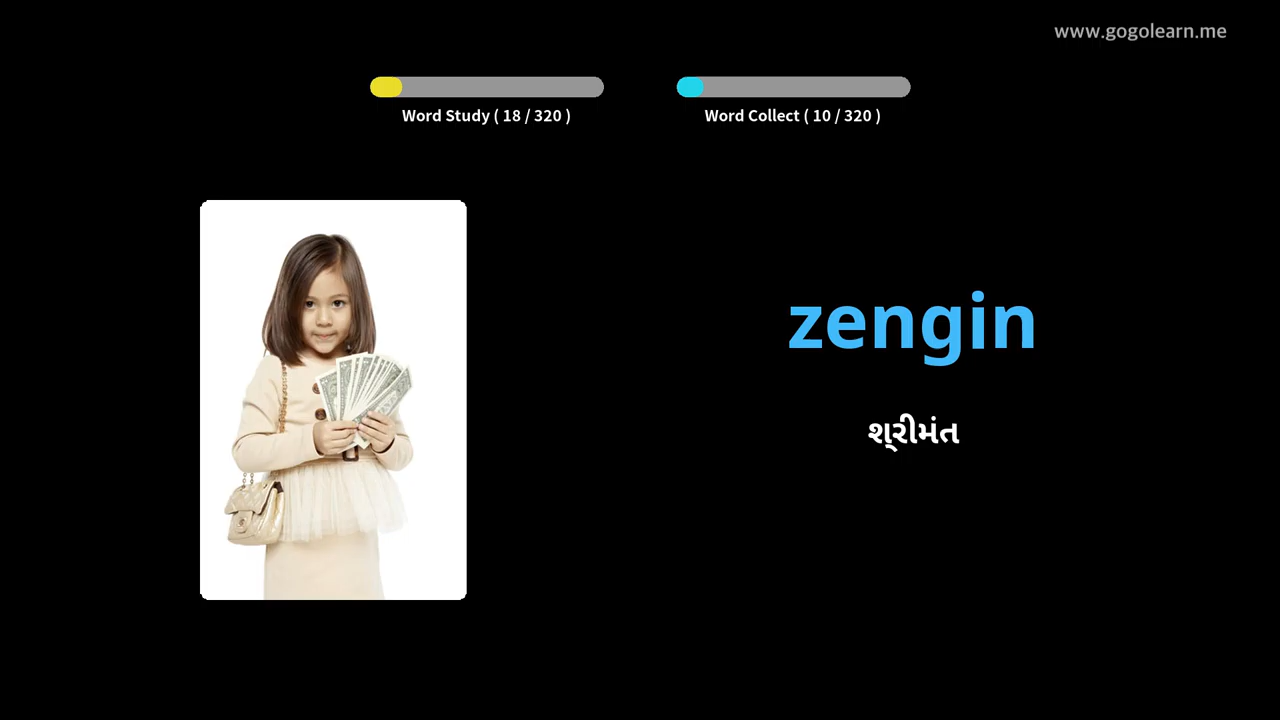 www.gogolearn.me
Word Study ( 18 / 320 )
Word Collect ( 10 / 320 )
zengin
શ્રીમંત